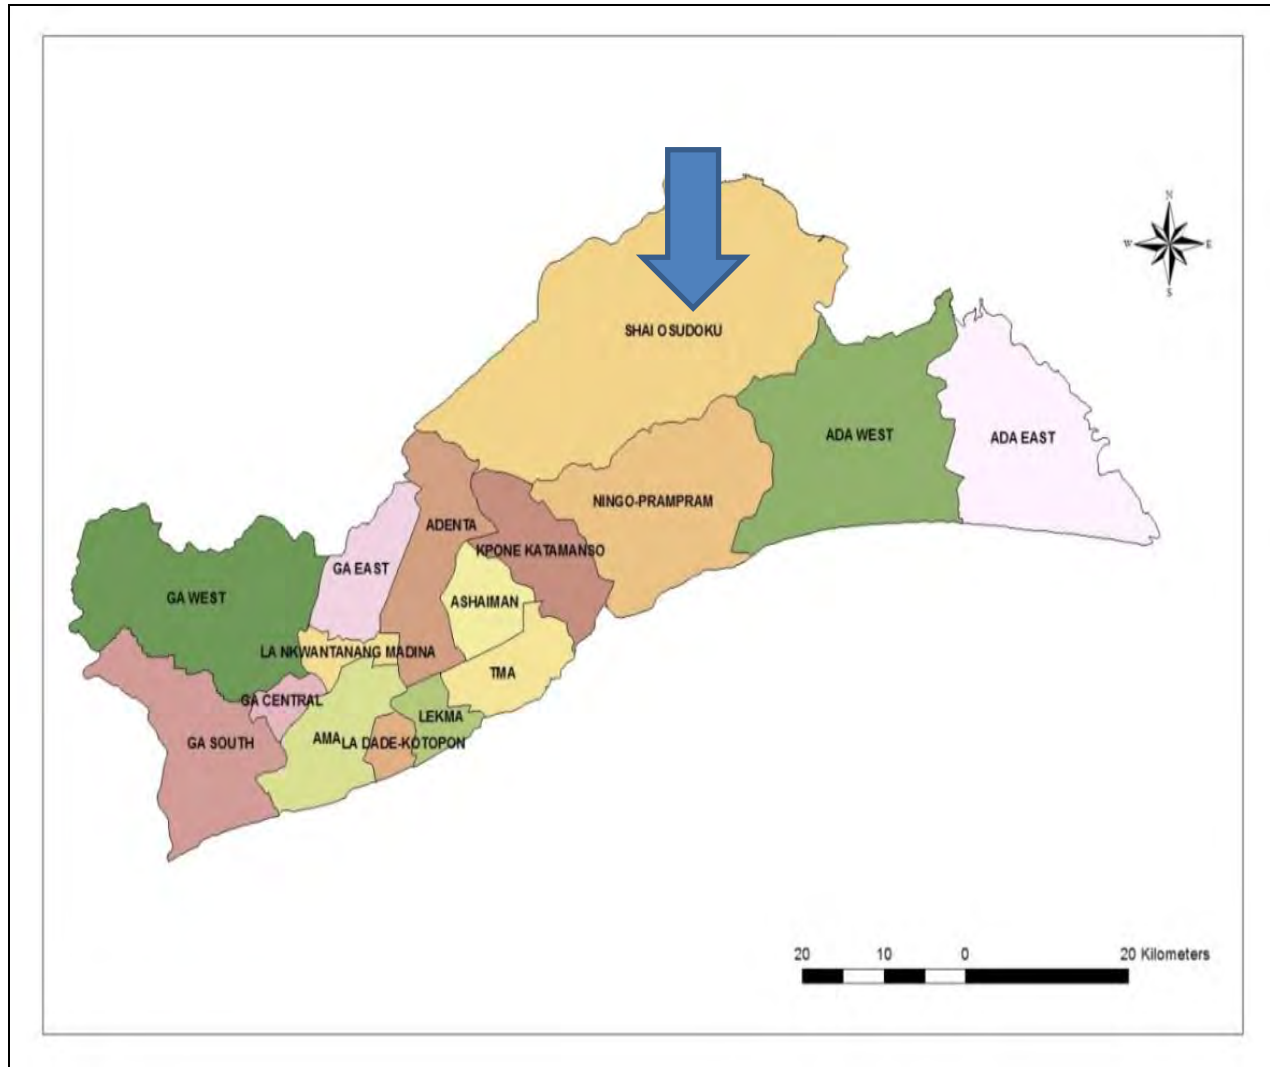 N
W E
S
SHAI OSUDOKU
ADA WEST
ADA EAST
NINGO-PRAMPRAM
ADENTA
KPONE KATAMANSO
GA EAST
GA WEST
ASHAIMAN
LA NKWANTANANG MADINA
TMA
GA CENTRAL
LEKMA
GA SOUTH
AMA
LA DADE-KOTOPON
20 10 0 20 Kilometers